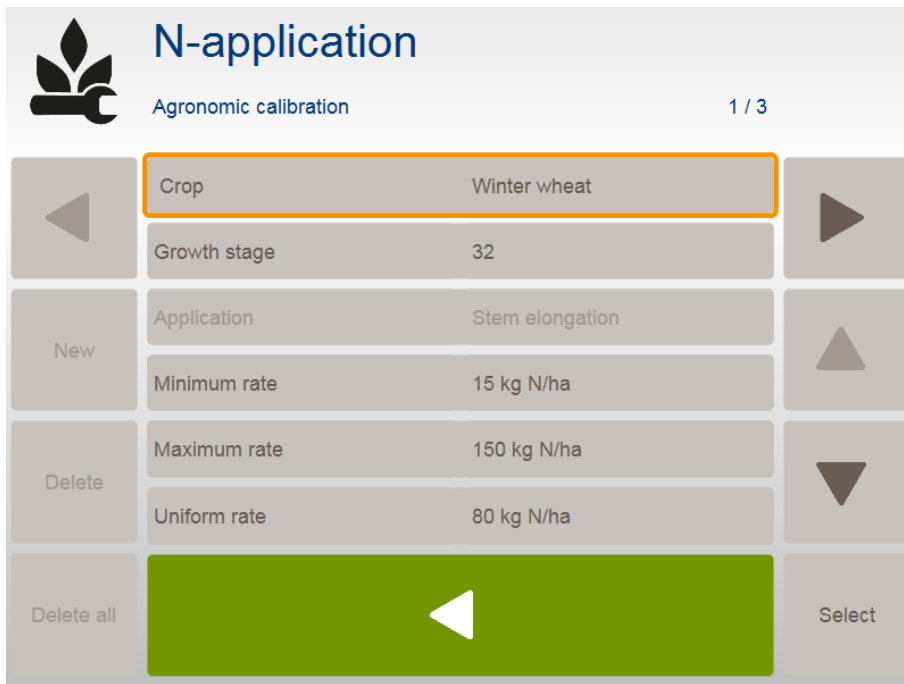 N-application
Agronomic calibration 1 / 3
Crop Winter wheat
Growth stage 32
Application Stem elongation
New
Minimum rate 15 kg N/ha
Maximum rate 150 kg N/ha
Delete
Uniform rate 80 kg N/ha
Delete all Select